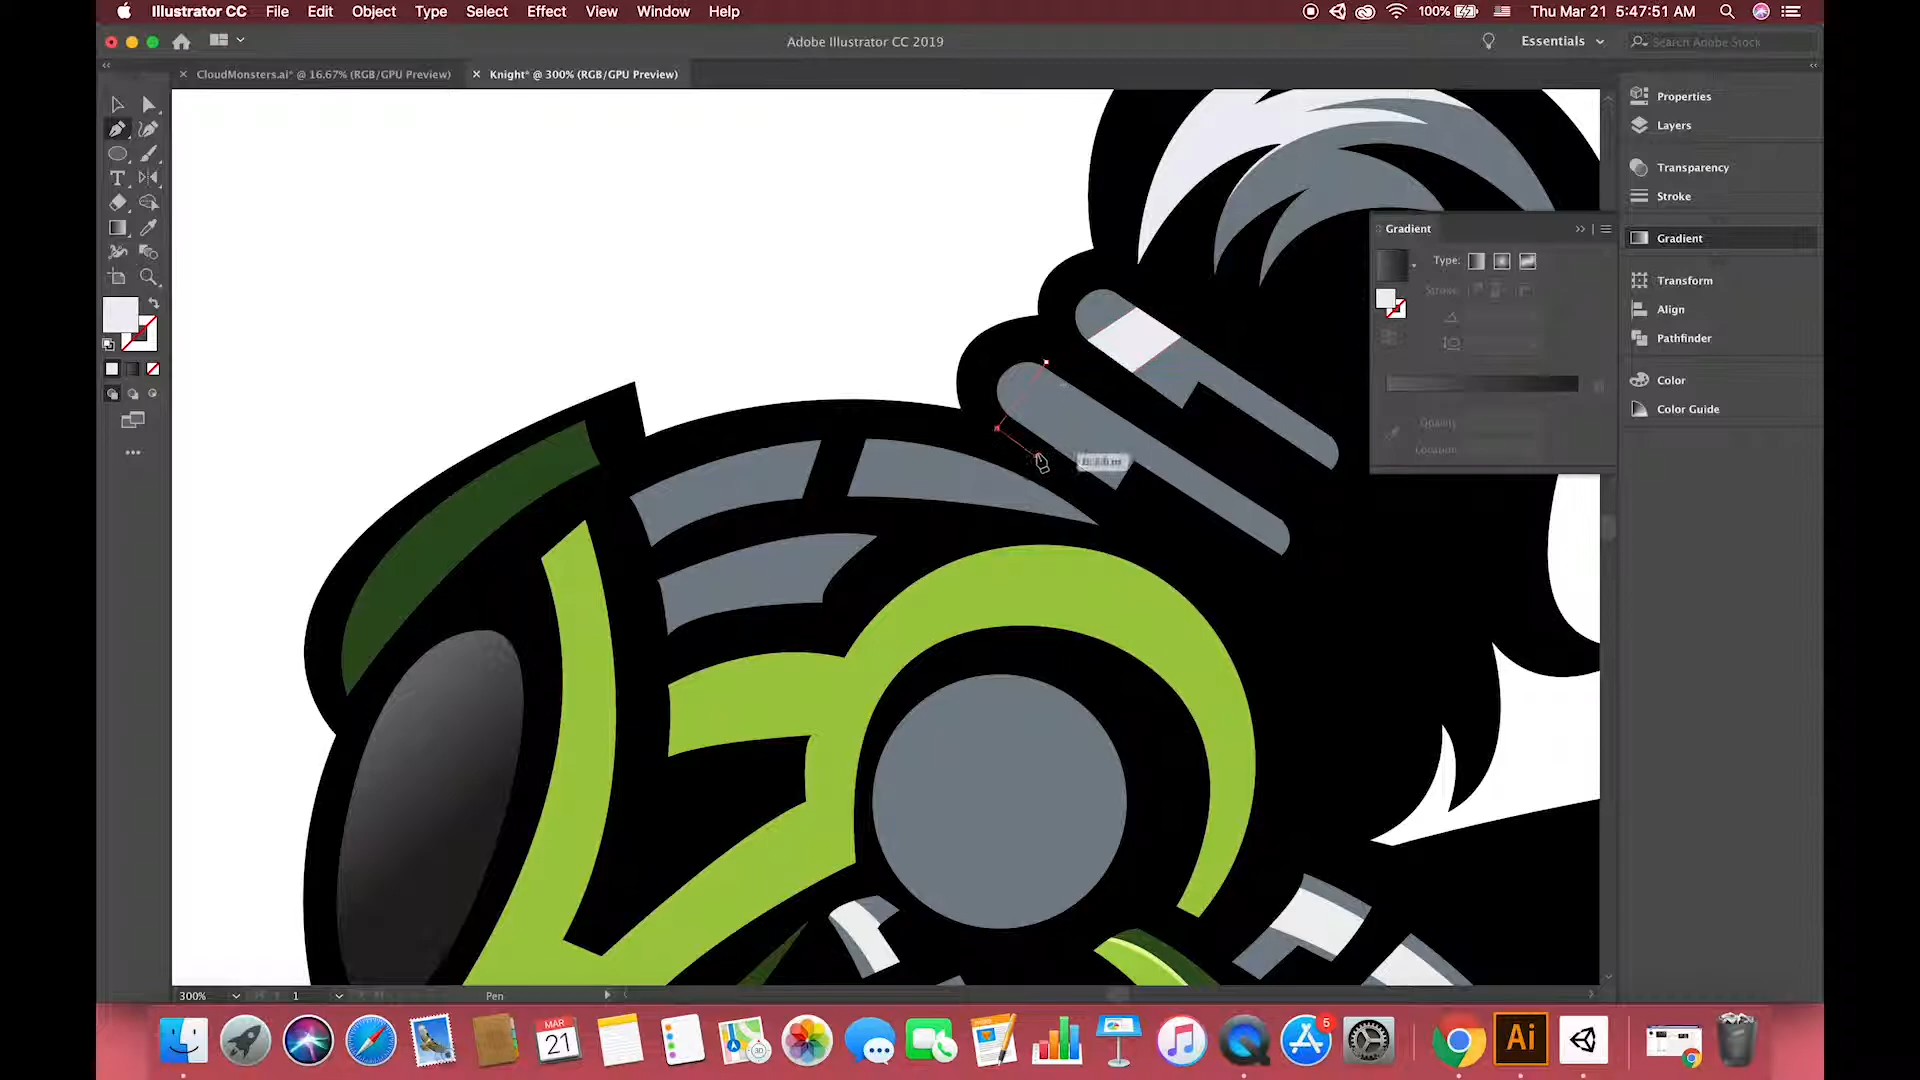 Illustrator CC File Edit Object Type Select Effect View Window Help 100% Thu Mar 21 5:47:51 AM
Adobe Illustrator CC 2019 Essentials Search Adobe Stock
× CloudMonsters.ai* @ 16.67% (RGB/GPU Preview) × Knight* @ 300% (RGB/GPU Preview)
Properties
Layers
Transparency
Stroke
Gradient
Transform
Align
Pathfinder
Color
Color Guide
Gradient
Type:
Stroke:
Opacity
Location
300% 1 Pen
MAR
21
30
5
Ai